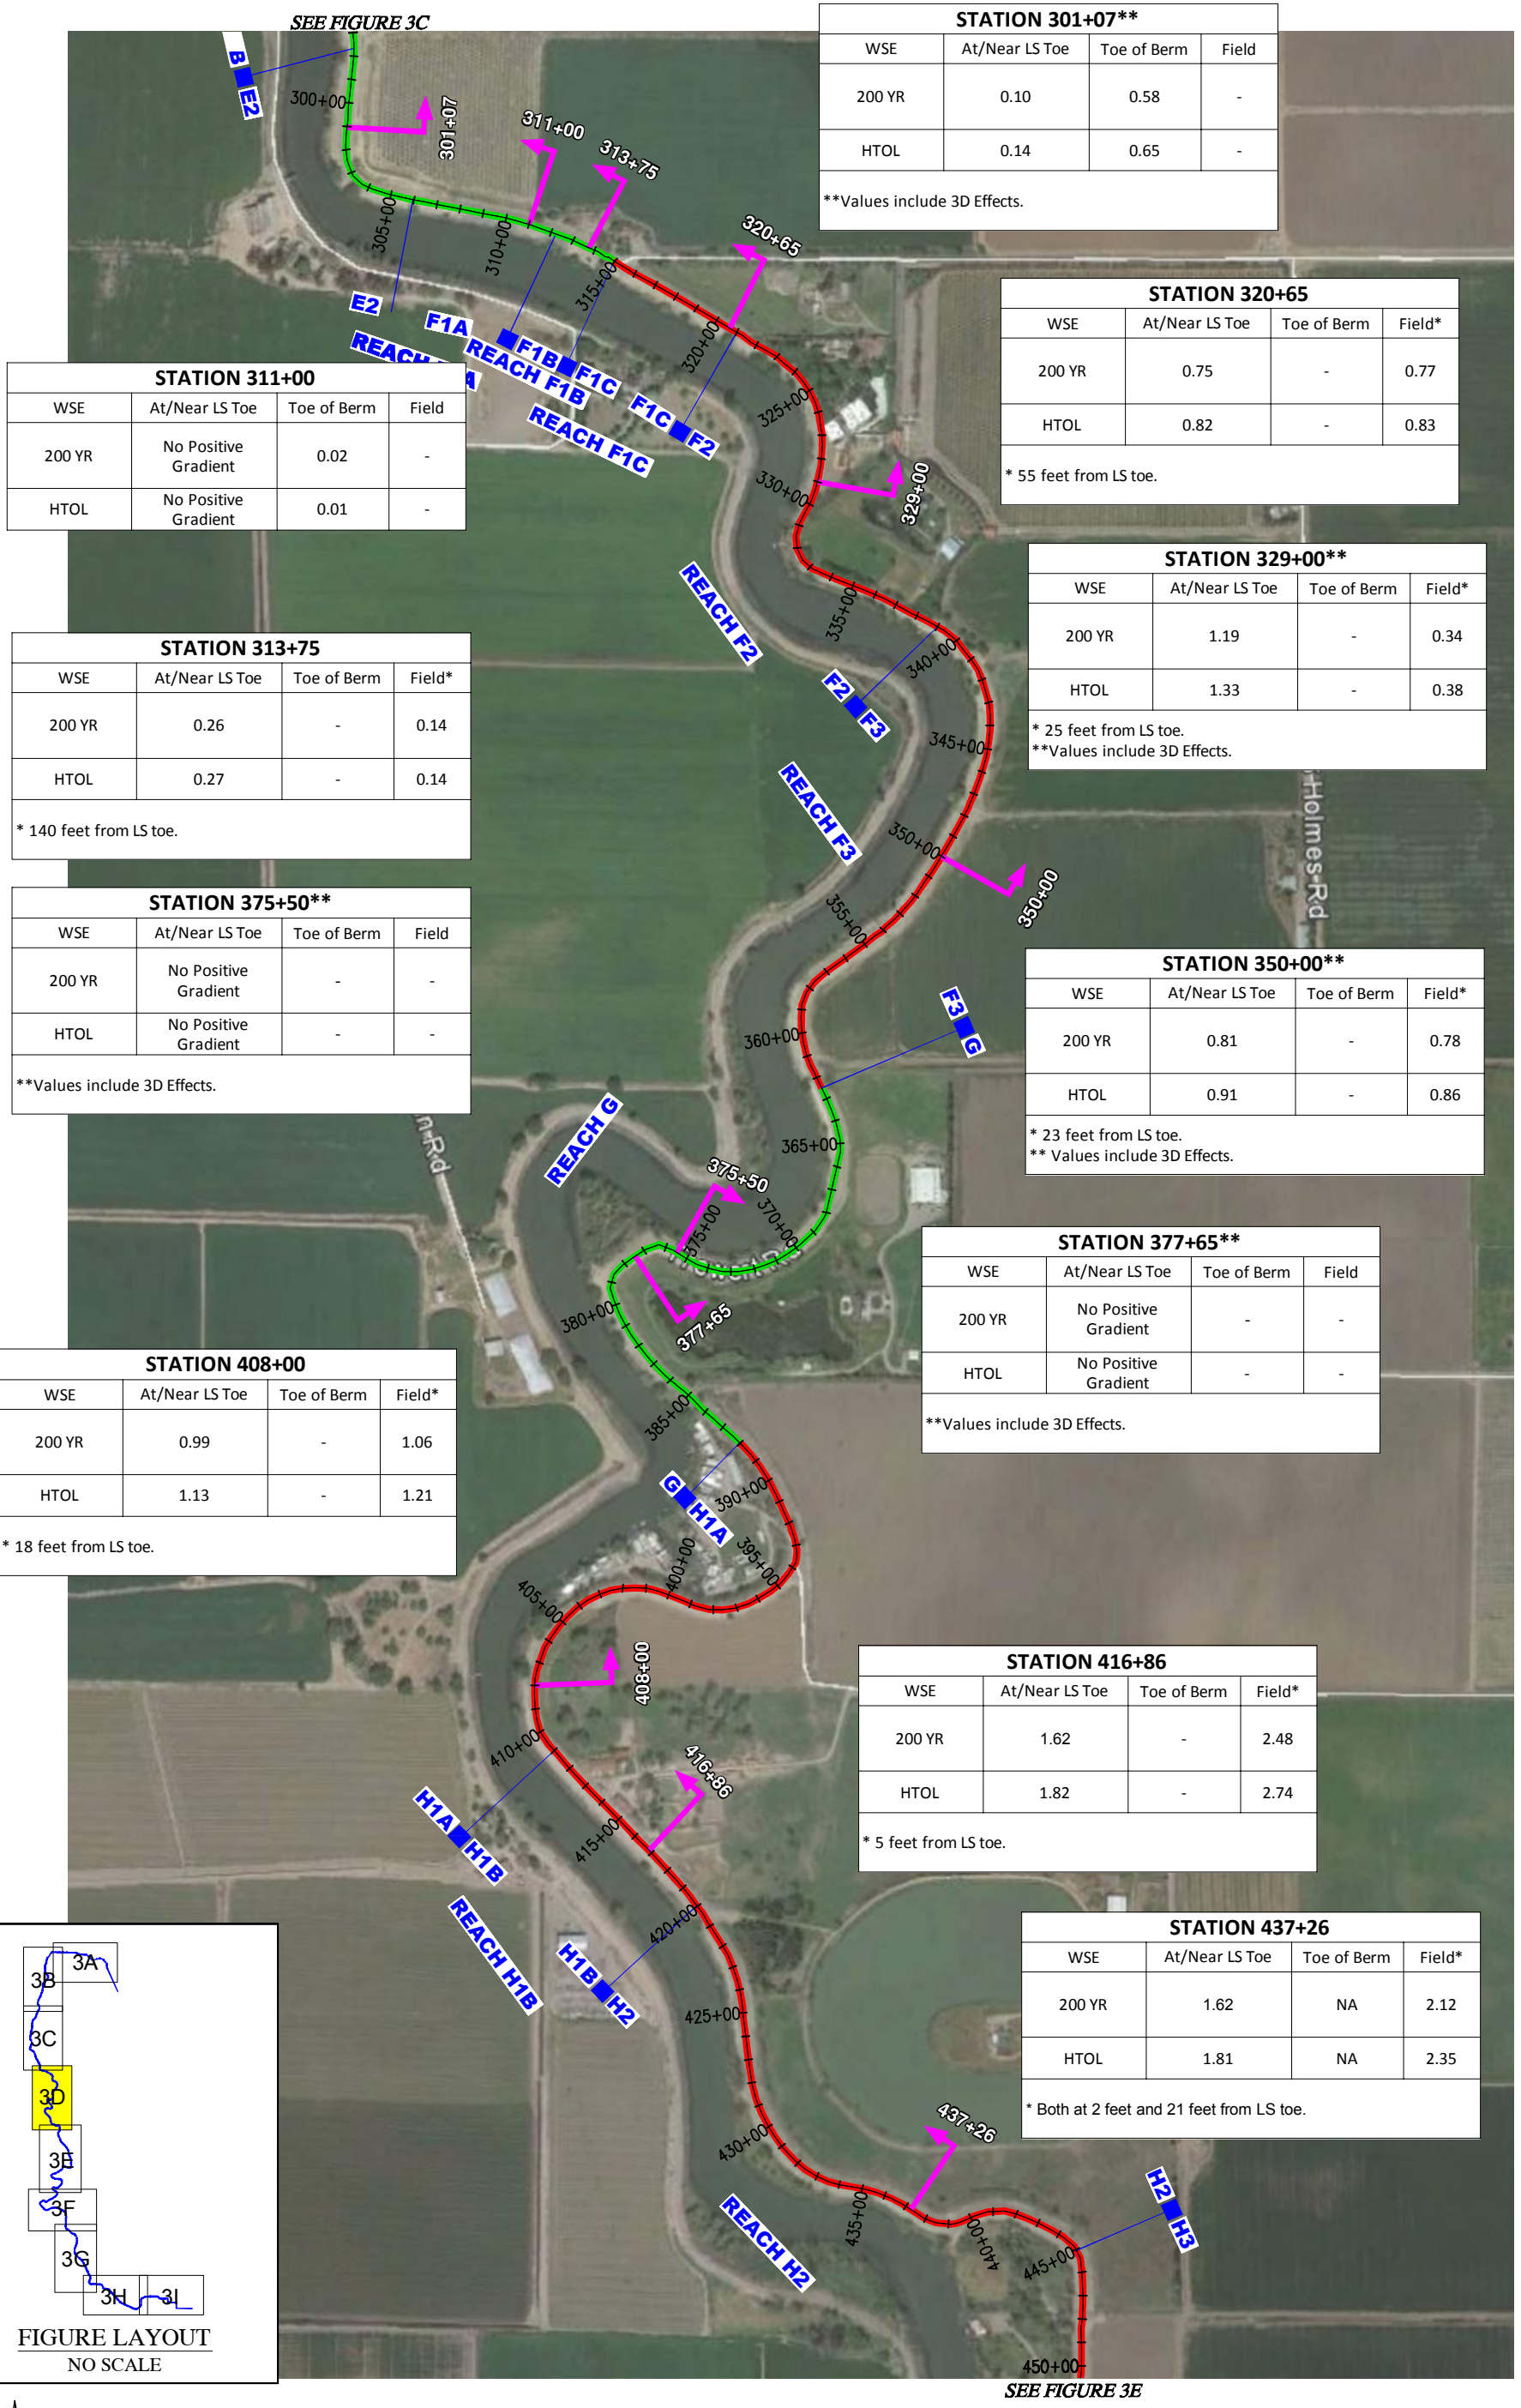 SEE FIGURE 3C
STATION 301+07**
WSE At/Near LS Toe Toe of Berm Field
200 YR 0.10 0.58 -
HTOL 0.14 0.65 -
**Values include 3D Effects.
B E2
300+00
301+07
311+00
313+75
320+65
305+00
310+00
315+00
320+00
E2
F1A F1B
REACH
A
REACH F1B
F1C
REACH F1C
F1C F2
325+00
330+00
329+00
STATION 320+65
WSE At/Near LS Toe Toe of Berm Field*
200 YR 0.75 - 0.77
HTOL 0.82 - 0.83
* 55 feet from LS toe.
STATION 311+00
WSE At/Near LS Toe Toe of Berm Field
200 YR No Positive Gradient 0.02 -
HTOL No Positive Gradient 0.01 -
STATION 329+00**
WSE At/Near LS Toe Toe of Berm Field*
200 YR 1.19 - 0.34
HTOL 1.33 - 0.38
* 25 feet from LS toe.
**Values include 3D Effects.
REACH F2
335+00
340+00
F2 F3
345+00
STATION 313+75
WSE At/Near LS Toe Toe of Berm Field*
200 YR 0.26 - 0.14
HTOL 0.27 - 0.14
* 140 feet from LS toe.
REACH F3
350+00
350+00
355+00
Holmes Rd
STATION 375+50**
WSE At/Near LS Toe Toe of Berm Field
200 YR No Positive Gradient - -
HTOL No Positive Gradient - -
**Values include 3D Effects.
STATION 350+00**
WSE At/Near LS Toe Toe of Berm Field*
200 YR 0.81 - 0.78
HTOL 0.91 - 0.86
* 23 feet from LS toe.
** Values include 3D Effects.
F3 G
360+00
365+00
REACH G
n Rd
375+50
375+00
370+00
377+65
380+00
385+00
STATION 377+65**
WSE At/Near LS Toe Toe of Berm Field
200 YR No Positive Gradient - -
HTOL No Positive Gradient - -
**Values include 3D Effects.
STATION 408+00
WSE At/Near LS Toe Toe of Berm Field*
200 YR 0.99 - 1.06
HTOL 1.13 - 1.21
* 18 feet from LS toe.
G H1A
390+00
395+00
400+00
405+00
408+00
410+00
STATION 416+86
WSE At/Near LS Toe Toe of Berm Field*
200 YR 1.62 - 2.48
HTOL 1.82 - 2.74
* 5 feet from LS toe.
416+86
H1A H1B
415+00
REACH H1B
420+00
H1B H2
425+00
STATION 437+26
WSE At/Near LS Toe Toe of Berm Field*
200 YR 1.62 NA 2.12
HTOL 1.81 NA 2.35
* Both at 2 feet and 21 feet from LS toe.
430+00
437+26
435+00
440+00
REACH H2
H2 H3
445+00
450+00
SEE FIGURE 3E
3A
3B
3C
3D
3E
3F
3G
3H
3I
FIGURE LAYOUT
NO SCALE